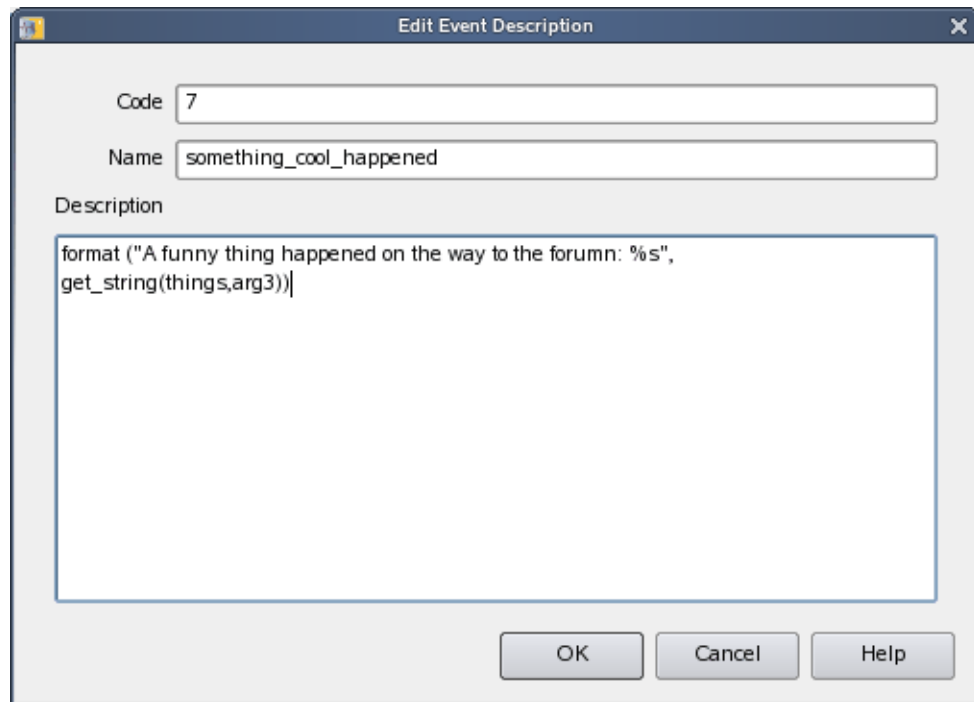 Edit Event Description
Code 7
Name something_cool_happened
Description
format ("A funny thing happened on the way to the forumn: %s",
get_string(things,arg3))
OK Cancel Help